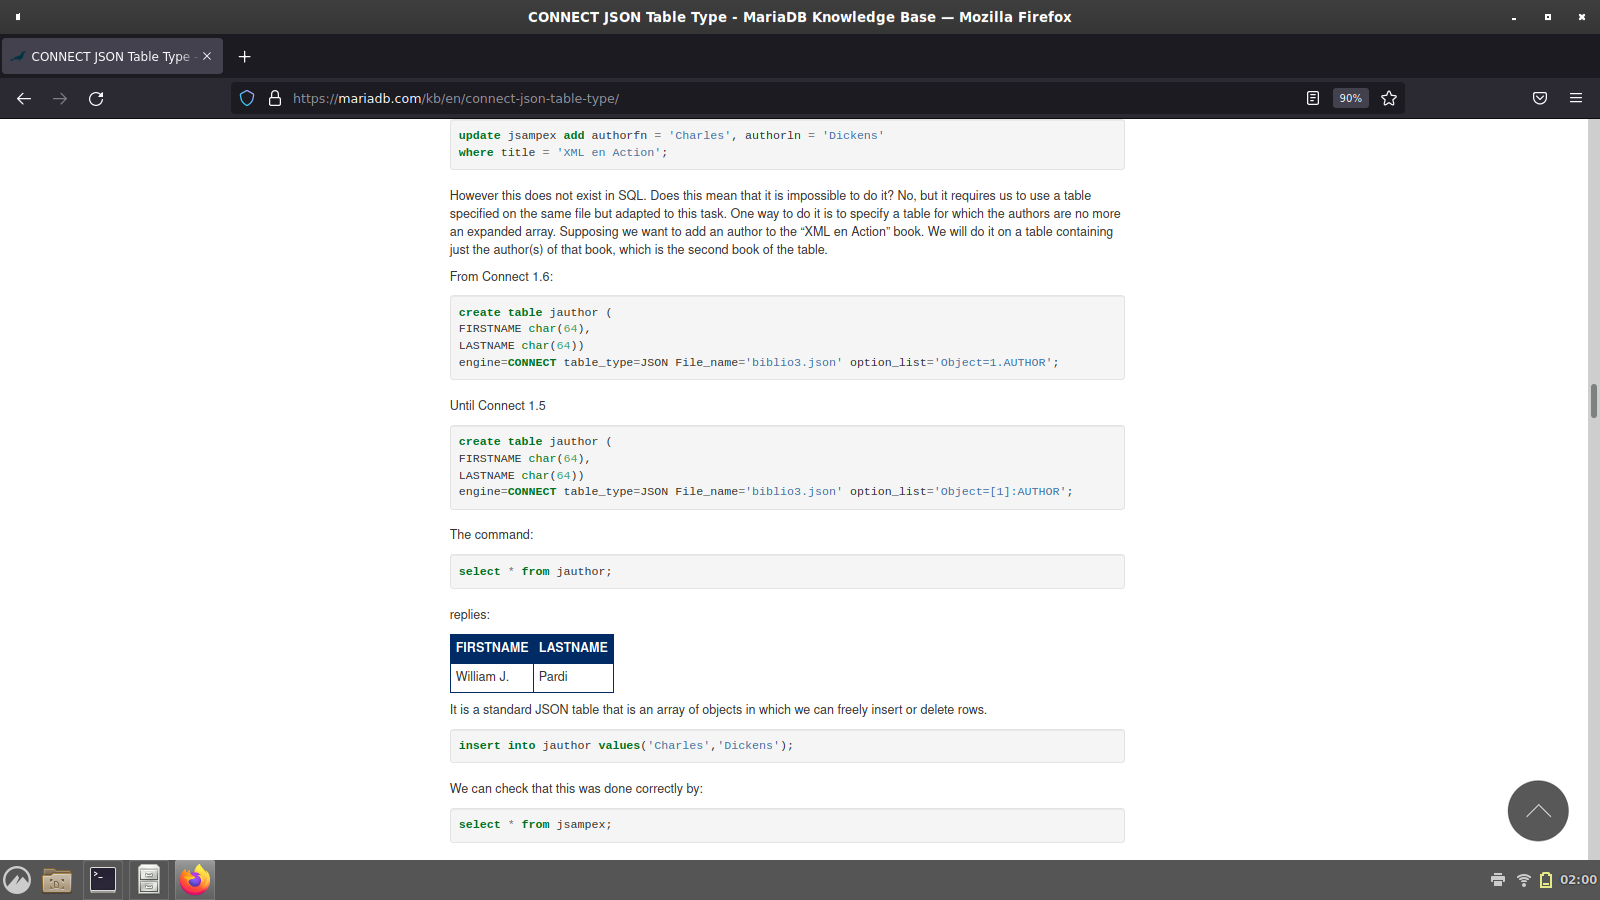 CONNECT JSON Table Type - MariaDB Knowledge Base — Mozilla Firefox
CONNECT JSON Table Type -
https://mariadb.com/kb/en/connect-json-table-type/
90%
update jsampex add authorfn = 'Charles', authorln = 'Dickens'
where title = 'XML en Action';
However this does not exist in SQL. Does this mean that it is impossible to do it? No, but it requires us to use a table
specified on the same file but adapted to this task. One way to do it is to specify a table for which the authors are no more
an expanded array. Supposing we want to add an author to the “XML en Action” book. We will do it on a table containing
just the author(s) of that book, which is the second book of the table.
From Connect 1.6:
create table jauthor (
FIRSTNAME char(64),
LASTNAME char(64))
engine=CONNECT table_type=JSON File_name='biblio3.json' option_list='Object=1.AUTHOR';
Until Connect 1.5
create table jauthor (
FIRSTNAME char(64),
LASTNAME char(64))
engine=CONNECT table_type=JSON File_name='biblio3.json' option_list='Object=[1]:AUTHOR';
The command:
select * from jauthor;
replies:
FIRSTNAME LASTNAME
William J. Pardi
It is a standard JSON table that is an array of objects in which we can freely insert or delete rows.
insert into jauthor values('Charles','Dickens');
We can check that this was done correctly by:
select * from jsampex;
02:00